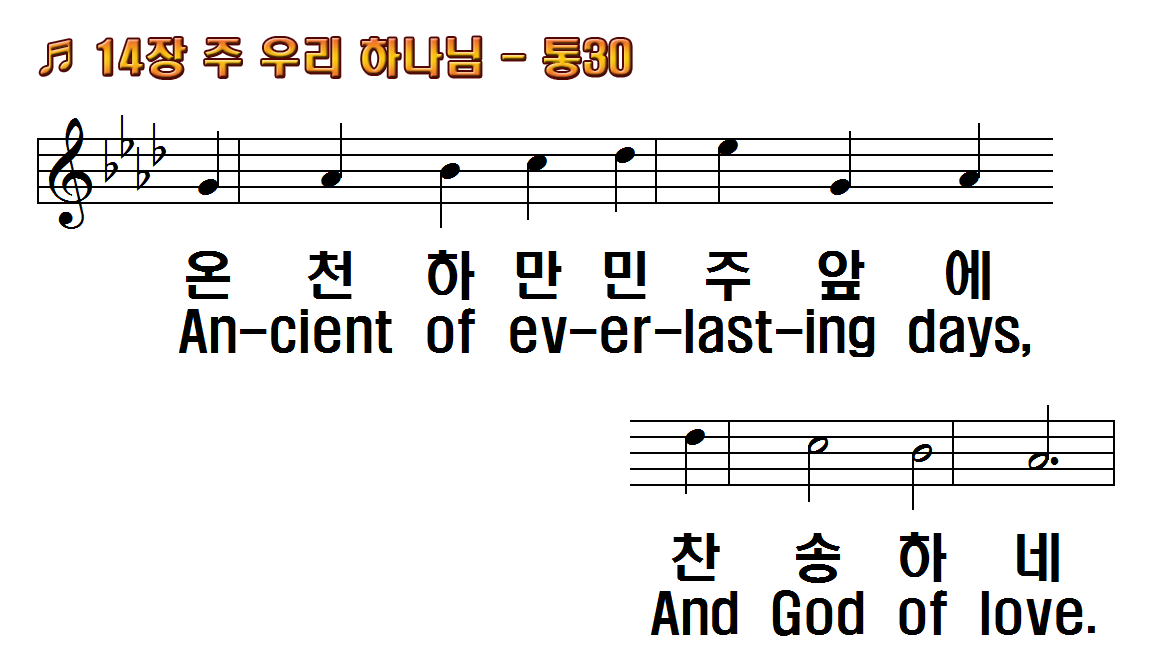 ♬ 14장 주 우리 하나님 - 통30
온 천 하 만 민 주 앞 에
An-cient of ev-er-last-ing days,
찬 송 하 네
And God of love.